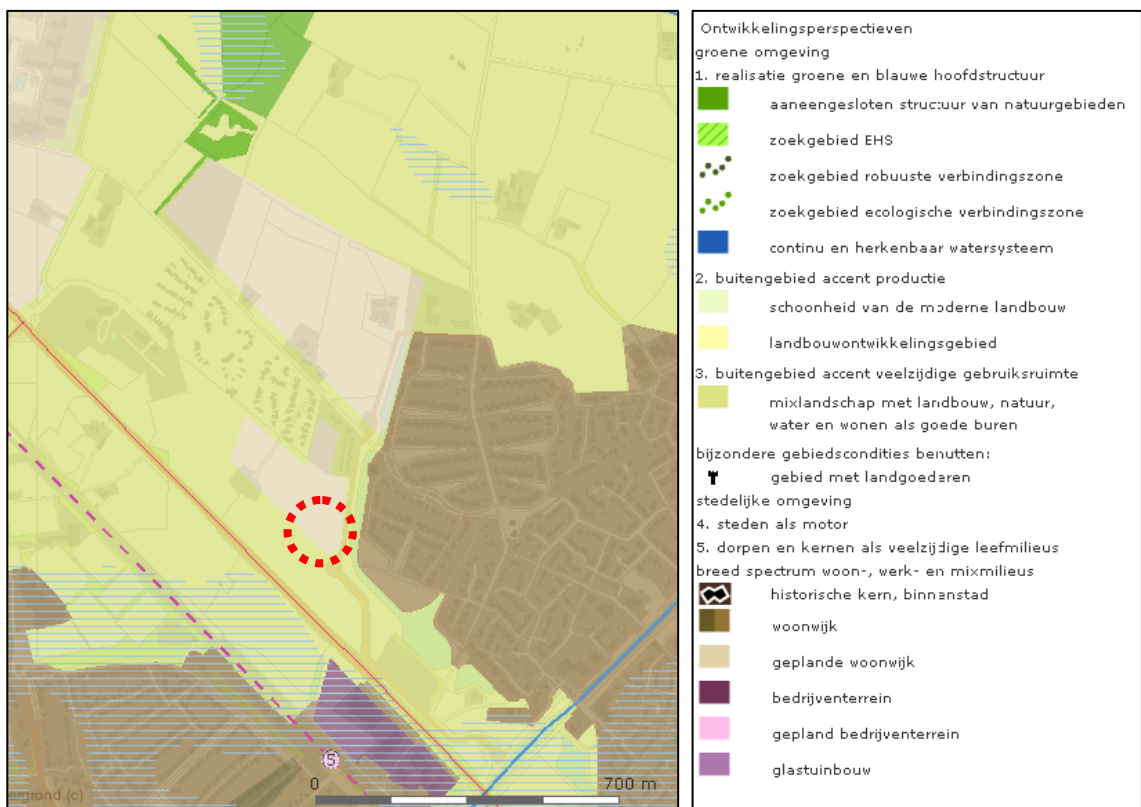 S
0
700 m
ergrond (c)
Ontwikkelingsperspectieven
groene omgeving
1. realisatie groene en blauwe hoofdstructuur
aaneengesloten structuur van natuurgebieden
zoekgebied EHS
zoekgebied robuuste verbindingszone
zoekgebied ecologische verbindingszone
continu en herkenbaar watersysteem
2. buitengebied accent productie
schoonheid van de moderne landbouw
landbouwontwikkelingsgebied
3. buitengebied accent veelzijdige gebruiksruimte
mixlandschap met landbouw, natuur,
water en wonen als goede buren
bijzondere gebiedscondities benutten:
gebied met landgoederen
stedelijke omgeving
4. steden als motor
5. dorpen en kernen als veelzijdige leefmilieus
breed spectrum woon-, werk- en mixmilieus
historische kern, binnenstad
woonwijk
geplande woonwijk
bedrijventerrein
gepland bedrijventerrein
glastuinbouw